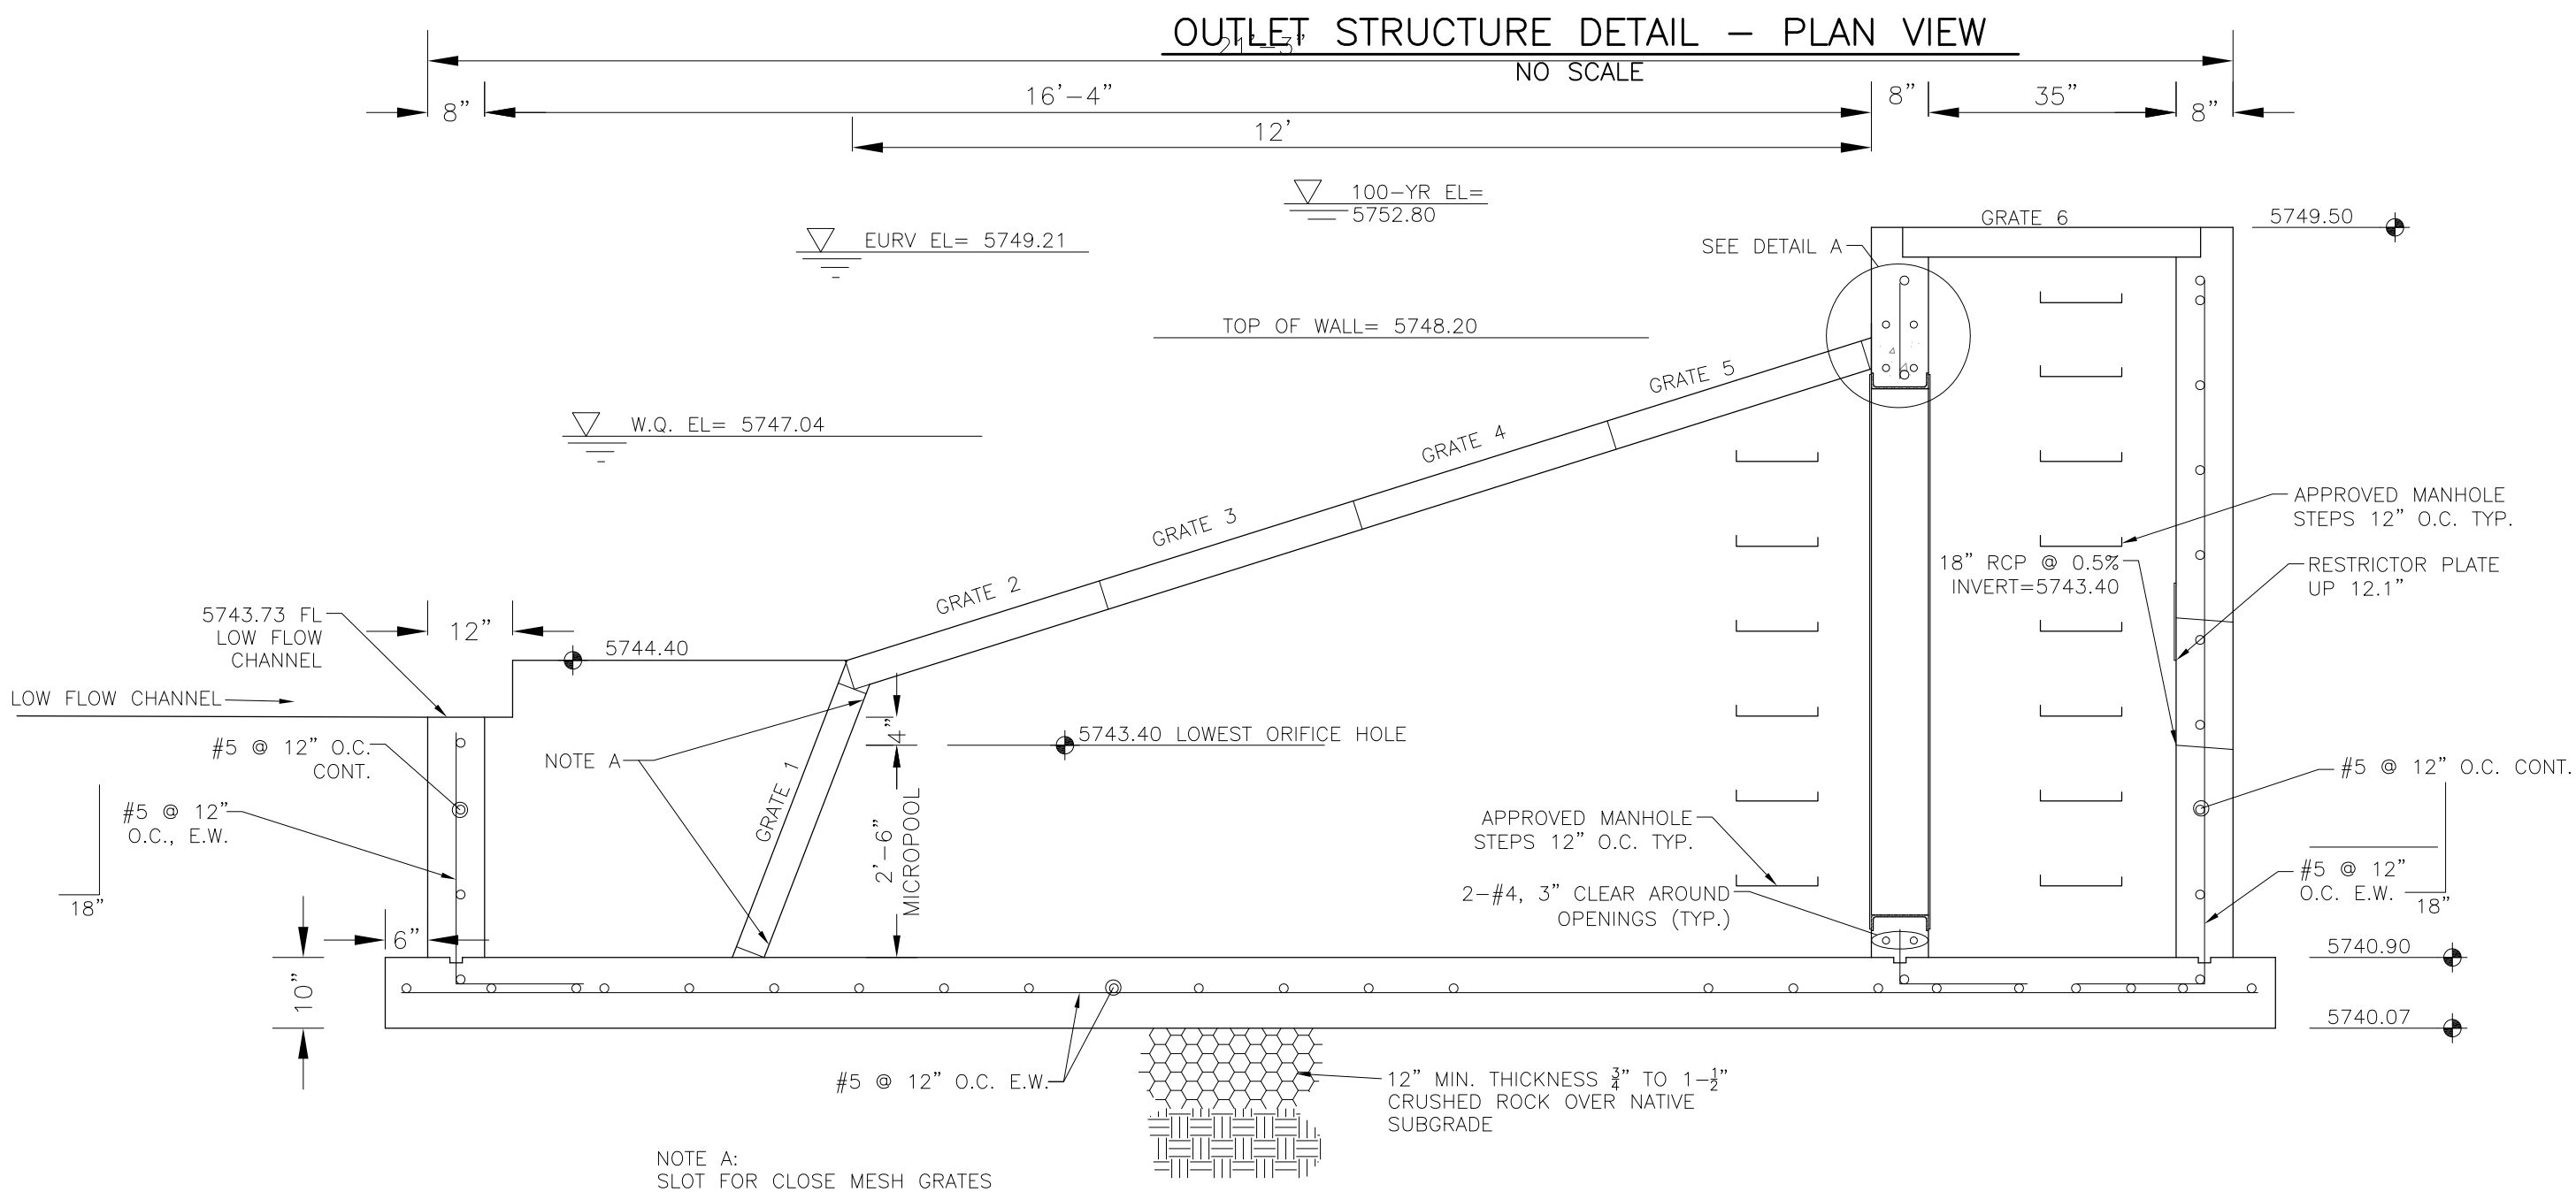 OUTLET STRUCTURE DETAIL - PLAN VIEW
21'-3"
NO SCALE
8"
16'-4"
8"
35"
8"
12'
100-YR EL=
5752.80
EURV EL= 5749.21
GRATE 6
5749.50
SEE DETAIL A
TOP OF WALL= 5748.20
GRATE 5
W.Q. EL= 5747.04
GRATE 4
GRATE 3
APPROVED MANHOLE
STEPS 12" O.C. TYP.
18" RCP @ 0.5%
INVERT=5743.40
RESTRICTOR PLATE
UP 12.1"
GRATE 2
5743.73 FL
LOW FLOW
CHANNEL
12"
5744.40
LOW FLOW CHANNEL
4"
5743.40 LOWEST ORIFICE HOLE
#5 @ 12" O.C.
CONT.
NOTE A
GRATE 1
#5 @ 12" O.C. CONT.
#5 @ 12"
O.C., E.W.
2'-6"
MICROPOOL
APPROVED MANHOLE
STEPS 12" O.C. TYP.
18"
2-#4, 3" CLEAR AROUND
OPENINGS (TYP.)
#5 @ 12"
O.C. E.W.
18"
6"
10"
5740.90
5740.07
#5 @ 12" O.C. E.W.
12" MIN. THICKNESS 3/4" TO 1-1/2"
CRUSHED ROCK OVER NATIVE
SUBGRADE
NOTE A:
SLOT FOR CLOSE MESH GRATES